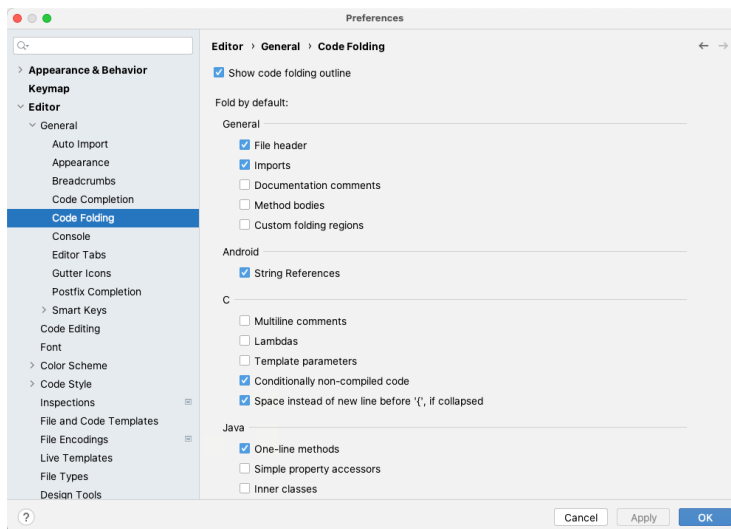 Preferences
Appearance & Behavior
Keymap
Editor
General
Auto Import
Appearance
Breadcrumbs
Code Completion
Code Folding
Console
Editor Tabs
Gutter Icons
Postfix Completion
Smart Keys
Code Editing
Font
Color Scheme
Code Style
Inspections
File and Code Templates
File Encodings
Live Templates
File Types
Design Tools
?
Editor › General › Code Folding
Show code folding outline
Fold by default:
General
File header
Imports
Documentation comments
Method bodies
Custom folding regions
Android
String References
C
Multiline comments
Lambdas
Template parameters
Conditionally non-compiled code
Space instead of new line before '{', if collapsed
Java
One-line methods
Simple property accessors
Inner classes
Cancel Apply OK